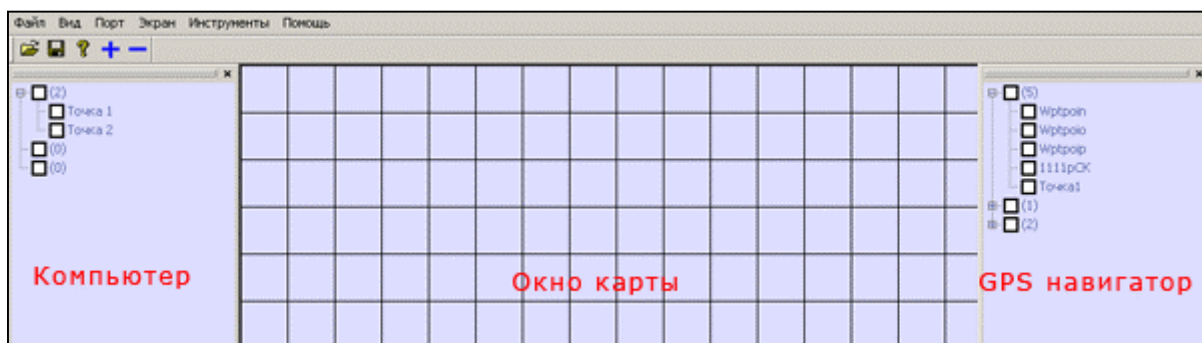 Файл Вид Порт Экран Инструменты Помощь
(2)
Точка 1
Точка 2
(0)
(0)
Компьютер
Окно карты
(5)
Wptpoin
Wptpoio
Wptpoip
1111рСК
Точка1
(1)
(2)
GPS навигатор